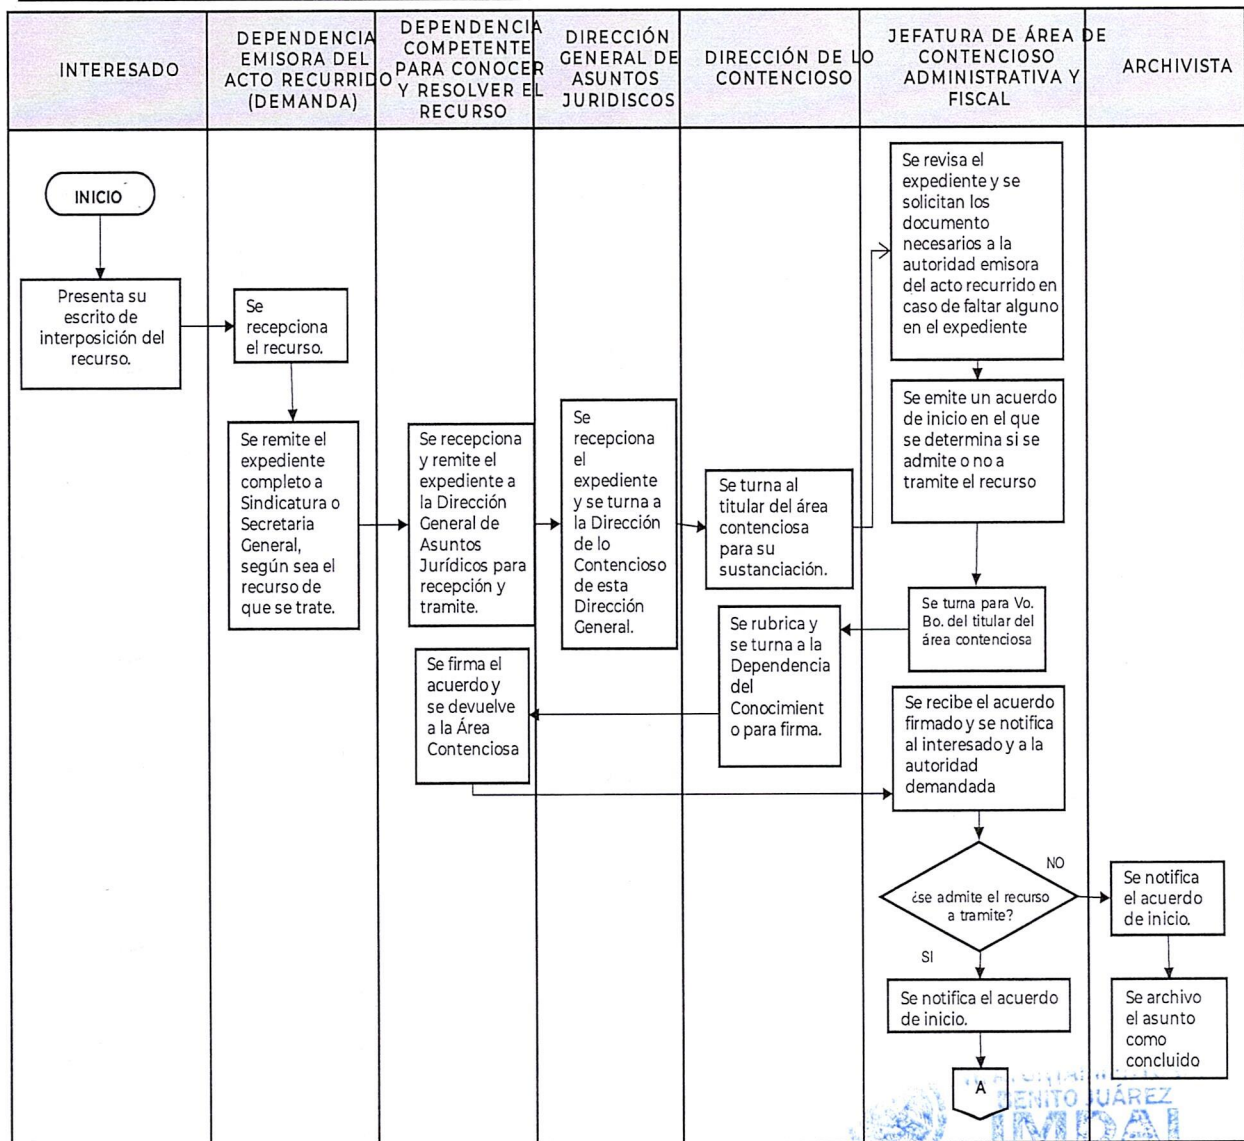 INTERESADO
DEPENDENCIA
EMISORA DEL
ACTO RECURRIDO
(DEMANDA)
DEPENDENCIA
COMPETENTE
PARA CONOCER
Y RESOLVER EL
RECURSO
DIRECCIÓN
GENERAL DE
ASUNTOS
JURIDISCOS
DIRECCIÓN DE LO
CONTENCIOSO
JEFATURA DE ÁREA DE
CONTENCIOSO
ADMINISTRATIVA Y
FISCAL
ARCHIVISTA
INICIO
Presenta su
escrito de
interposición del
recurso.
Se
recepciona
el recurso.
Se remite el
expediente
completo a
Sindicatura o
Secretaria
General,
según sea el
recurso de
que se trate.
Se recepciona
y remite el
expediente a
la Dirección
General de
Asuntos
Jurídicos para
recepción y
tramite.
Se
recepciona
el
expediente
y se turna a
la Dirección
de lo
Contencioso
de esta
Dirección
General.
Se turna al
titular del área
contenciosa
para su
sustanciación.
Se revisa el
expediente y se
solicitan los
documento
necesarios a la
autoridad emisora
del acto recurrido en
caso de faltar alguno
en el expediente
Se emite un acuerdo
de inicio en el que
se determina si se
admite o no a
tramite el recurso
Se turna para Vo.
Bo. del titular del
área contenciosa
Se rubrica y
se turna a la
Dependencia
del
Conocimient
o para firma.
Se firma el
acuerdo y
se devuelve
a la Área
Contenciosa
Se recibe el acuerdo
firmado y se notifica
al interesado y a la
autoridad
demandada
¿se admite el recurso
a tramite?
NO
Se notifica
el acuerdo
de inicio.
Se archivo
el asunto
como
concluido
SI
Se notifica el acuerdo
de inicio.
A
BENITO JUÁREZ
IMDAI